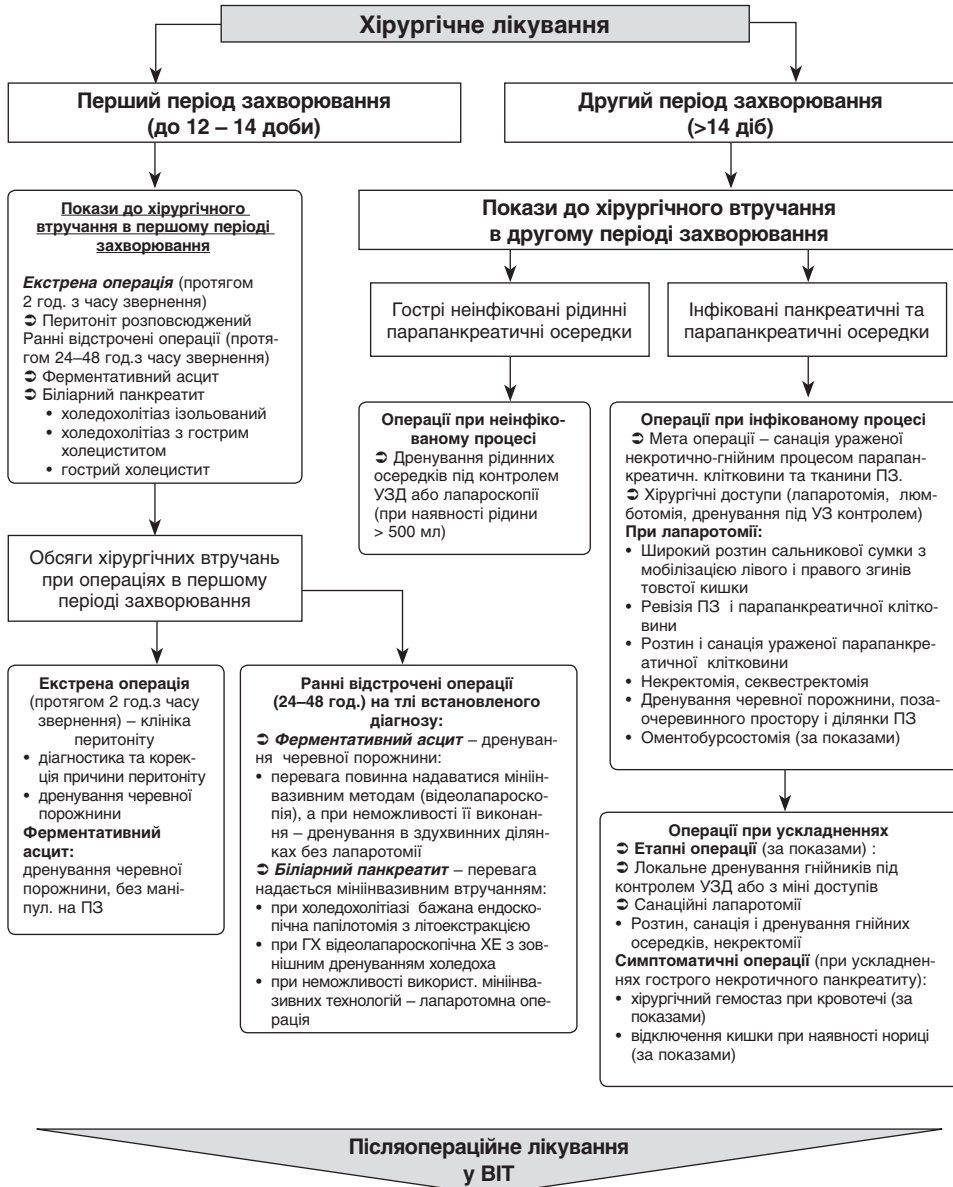 Хірургічне лікування
Перший період захворювання
(до 12 – 14 доби)
Другий період захворювання
(>14 діб)
Покази до хірургічного
втручання в першому періоді
захворювання
Екстрена операція (протягом
2 год. з часу звернення)
➲ Перитоніт розповсюджений
Ранні відстрочені операції (протя-
гом 24–48 год.з часу звернення)
➲ Ферментативний асцит
➲ Біліарний панкреатит
• холедохолітіаз ізольований
• холедохолітіаз з гострим
холециститом
• гострий холецистит
Обсяги хірургічних втручань
при операціях в першому
періоді захворювання
Екстрена операція
(протягом 2 год.з часу
звернення) – клініка
перитоніту
• діагностика та корек-
ція причини перитоніту
• дренування черевної
порожнини
Ферментативний
асцит:
дренування черевної
порожнини, без мані-
пул. на ПЗ
Ранні відстрочені операції
(24–48 год.) на тлі встановленого
діагнозу:
➲ Ферментативний асцит – дренуван-
ня черевної порожнини:
• перевага повинна надаватися мініін-
вазивним методам (відеолапароско-
пія), а при неможливості її виконан-
ня – дренування в здухвинних ділян-
ках без лапаротомії
➲ Біліарний панкреатит – перевага
надається мініінвазивним втручанням:
• при холедохолітіазі бажана ендоско-
пічна папілотомія з літоекстракцією
• при ГХ відеолапароскопічна ХЕ з зов-
нішним дренуванням холедоха
• при неможливості використ. мініінва-
зивних технологій – лапаротомна опе-
рація
Покази до хірургічного втручання
в другому періоді захворювання
Гострі неінфіковані рідинні
парапанкреатичні осередки
Інфіковані панкреатичні та
парапанкреатичні осередки
Операції при неінфіко-
ваному процесі
➲ Дренування рідинних
осередків під контролем
УЗД або лапароскопії
(при наявності рідини
> 500 мл)
Операції при інфікованому процесі
➲ Мета операції – санація ураженої
некротично-гнійним процесом парапан-
креатичн. клітковини та тканини ПЗ.
➲ Хірургічні доступи (лапаротомія, люм-
ботомія, дренування під УЗ контролем)
При лапаротомії:
• Широкий розтин сальникової сумки з
мобілізацією лівого і правого згинів
товстої кишки
• Ревізія ПЗ і парапанкреатичної клітко-
вини
• Розтин і санація ураженої парапанкре-
атичної клітковини
• Некректомія, секвестректомія
• Дренування черевної порожнини, поза-
очеревинного простору і ділянки ПЗ
• Оментобурсостомія (за показами)
Операції при ускладненнях
➲ Етапні операції (за показами) :
➲ Локальне дренування гнійників під
контролем УЗД або з міні доступів
➲ Санаційні лапаротомії
• Розтин, санація і дренування гнійних
осередків, некректомії
Симптоматичні операції (при ускладнен-
нях гострого некротичного панкреатиту):
• хірургічний гемостаз при кровотечі (за
показами)
• відключення кишки при наявності нориці
(за показами)
Післяопераційне лікування
у ВІТ